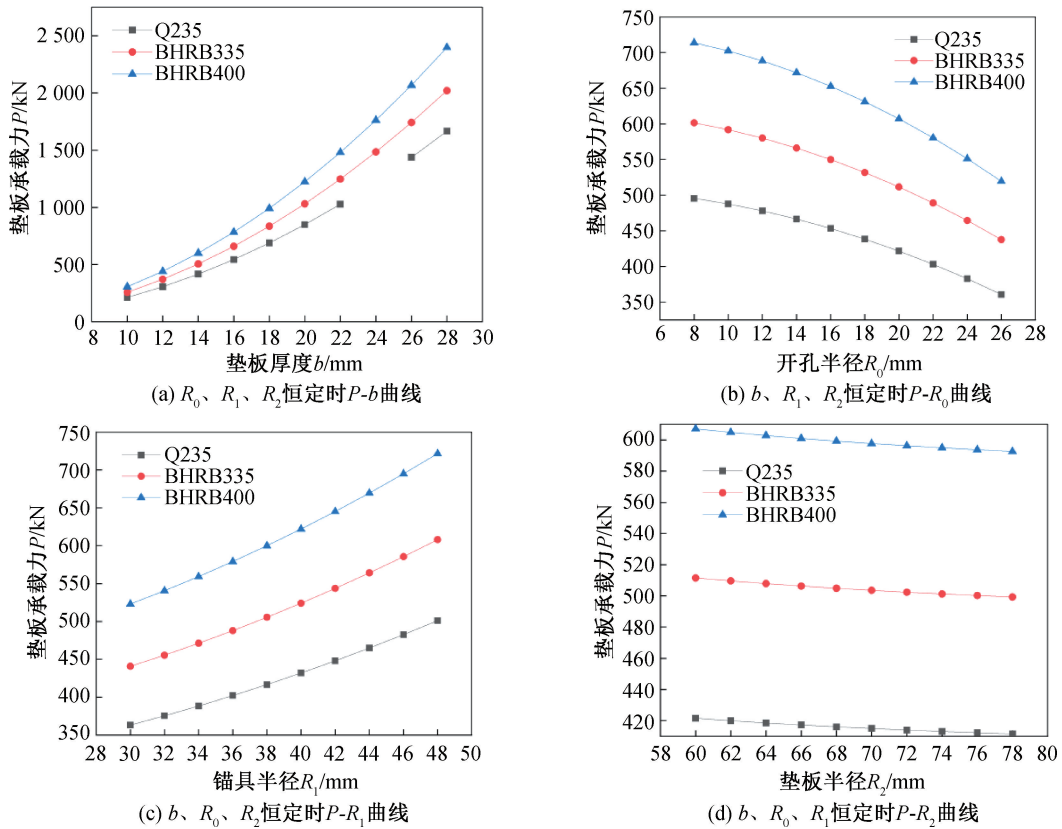 2 500
2 000
1 500
1 000
500
0
垫板承载力P/kN
Q235
BHRB335
BHRB400
8 10 12 14 16 18 20 22 24 26 28 30
垫板厚度b/mm
(a) R₀、R₁、R₂恒定时P-b曲线
750
700
650
600
550
500
450
400
350
垫板承载力P/kN
Q235
BHRB335
BHRB400
6 8 10 12 14 16 18 20 22 24 26 28
开孔半径R₀/mm
(b) b、R₁、R₂恒定时P-R₀曲线
750
700
650
600
550
500
450
400
350
垫板承载力P/kN
Q235
BHRB335
BHRB400
28 30 32 34 36 38 40 42 44 46 48 50
锚具半径R₁/mm
(c) b、R₀、R₂恒定时P-R₁曲线
600
580
560
540
520
500
480
460
440
420
垫板承载力P/kN
Q235
BHRB335
BHRB400
58 60 62 64 66 68 70 72 74 76 78 80
垫板半径R₂/mm
(d) b、R₀、R₁恒定时P-R₂曲线